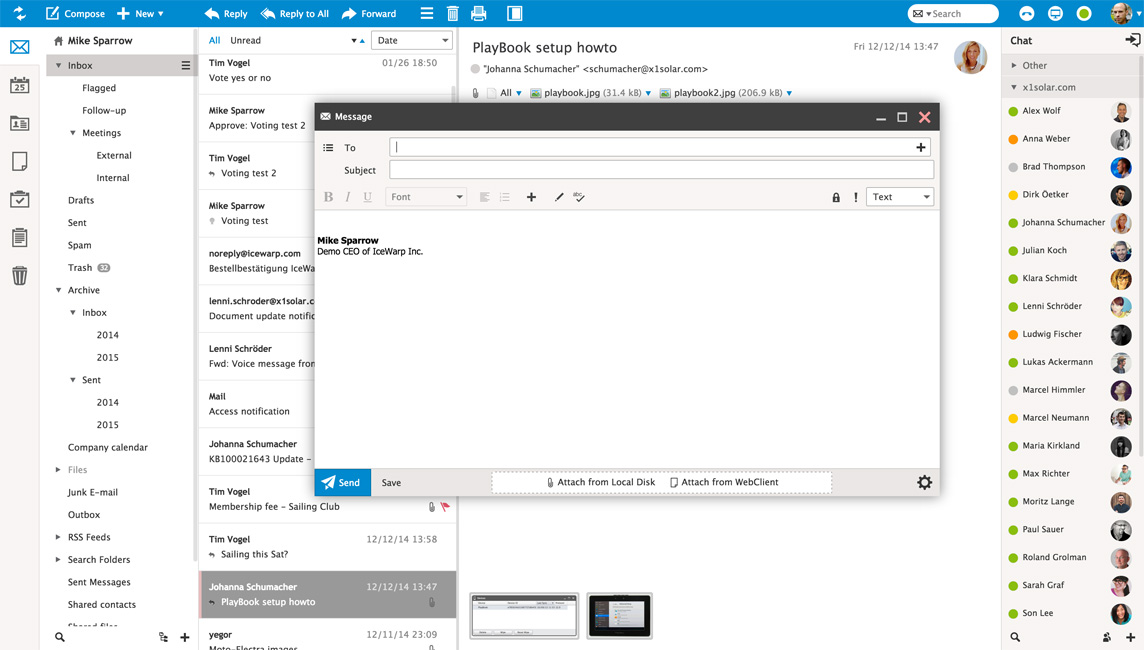 Compose New Reply Reply to All Forward Search
Mike Sparrow
Inbox
Flagged
Follow-up
Meetings
External
Internal
Drafts
Sent
Spam
Trash 32
Archive
Inbox
2014
2015
Sent
2014
2015
Company calendar
Files
Junk E-mail
Outbox
RSS Feeds
Search Folders
Sent Messages
Shared contacts
Shared files
25
All Unread Date
Tim Vogel 01/26 18:50
Vote yes or no
Mike Sparrow
Approve: Voting test 2
Tim Vogel
Voting test 2
Mike Sparrow
Voting test
noreply@icewarp.com
Bestellbestätigung IceWa
lenni.schroder@x1solar.c
Document update notific
Lenni Schröder
Fwd: Voice message from
Mail
Access notification
Johanna Schumacher
KB100021643 Update –
Tim Vogel
Membership fee – Sailing Club
Tim Vogel 12/12/14 13:58
Sailing this Sat?
Johanna Schumacher 12/12/14 13:47
PlayBook setup howto
yegor 12/11/14 23:09
Moto-Electra images
PlayBook setup howto Fri 12/12/14 13:47
"Johanna Schumacher" <schumacher@x1solar.com>
All playbook.jpg (31.4 kB) playbook2.jpg (206.9 kB)
Message
To
Subject
B I U Font abc ! Text
Mike Sparrow
Demo CEO of IceWarp Inc.
Send Save Attach from Local Disk Attach from WebClient
Chat
Other
x1solar.com
Alex Wolf
Anna Weber
Brad Thompson
Dirk Öetker
Johanna Schumacher
Julian Koch
Klara Schmidt
Lenni Schröder
Ludwig Fischer
Lukas Ackermann
Marcel Himmler
Marcel Neumann
Maria Kirkland
Max Richter
Moritz Lange
Paul Sauer
Roland Grolman
Sarah Graf
Son Lee